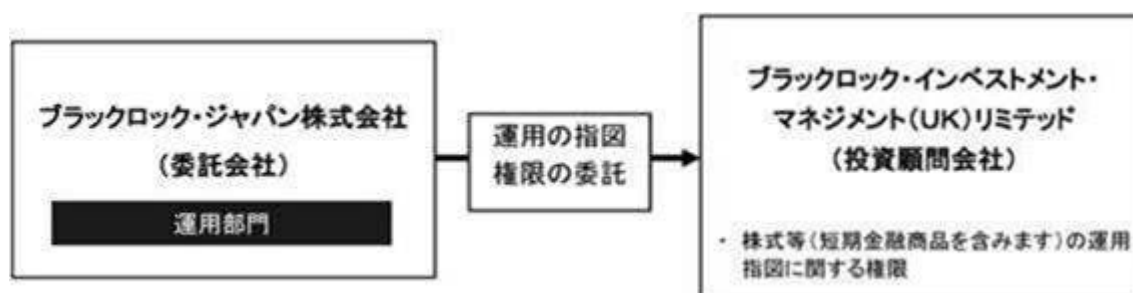 ブラックロック・ジャパン株式会社
(委託会社)
運用部門
運用の指図
権限の委託
ブラックロック・インベストメント・
マネジメント(UK)リミテッド
(投資顧問会社)
・ 株式等(短期金融商品を含みます)の運用
指図に関する権限